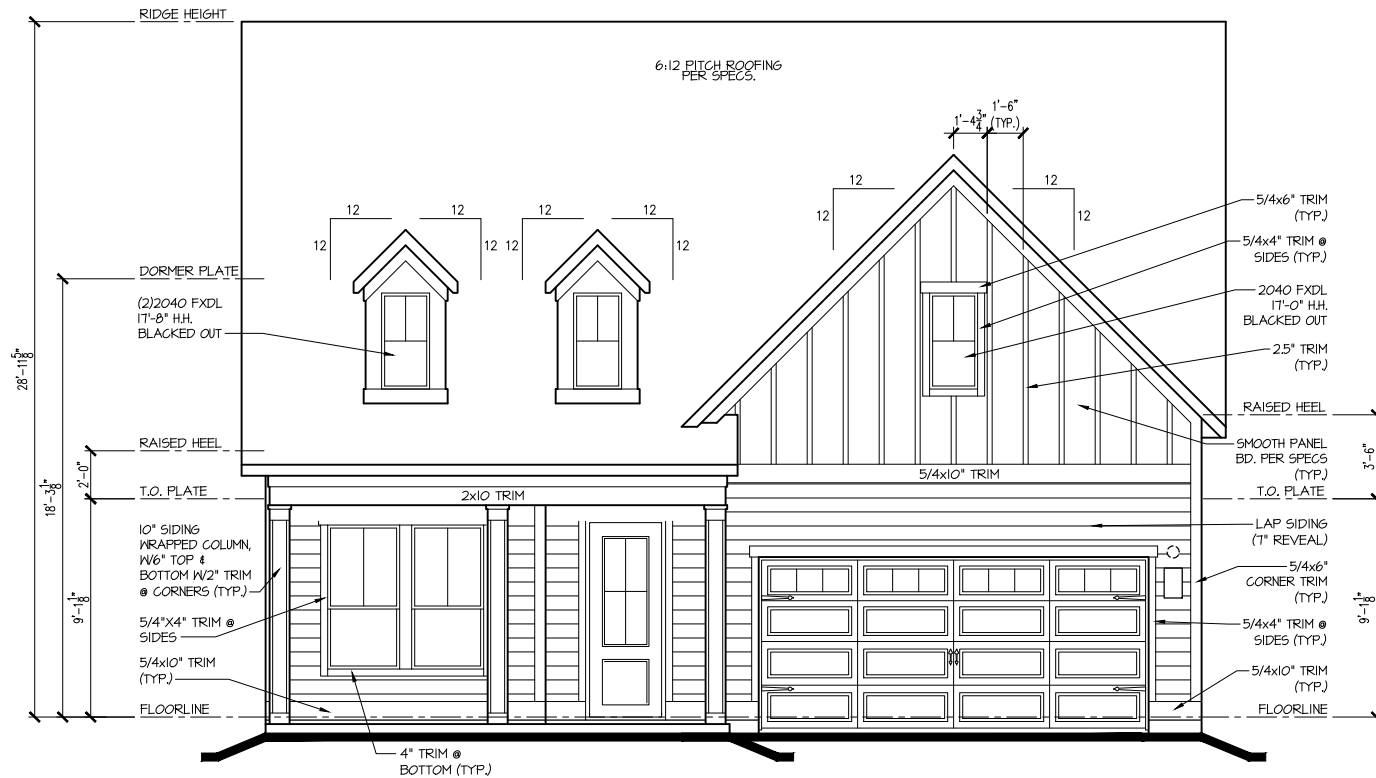 RIDGE HEIGHT
6:12 PITCH ROOFING
PER SPECS.
1'-6"
1'-4 3/4" (TYP.)
12 12
12 12
5/4x6" TRIM
(TYP.)
5/4x4" TRIM @
SIDES (TYP.)
2040 FXDL
17'-0" H.H.
BLACKED OUT
2.5" TRIM
(TYP.)
RAISED HEEL
SMOOTH PANEL
BD. PER SPECS
(TYP.)
3'-6"
T.O. PLATE
LAP SIDING
(7" REVEAL)
5/4x6"
CORNER TRIM
(TYP.)
9'-1 1/8"
5/4x4" TRIM @
SIDES (TYP.)
5/4x10" TRIM
(TYP.)
FLOORLINE
12 12 12 12
12 12 12 12
DORMER PLATE
(2)2040 FXDL
17'-8" H.H.
BLACKED OUT
28'-11 5/8"
RAISED HEEL
2'-0"
18'-3 1/8"
T.O. PLATE
2x10 TRIM
5/4x10" TRIM
10" SIDING
WRAPPED COLUMN,
W/6" TOP &
BOTTOM W/2" TRIM
@ CORNERS (TYP.)
9'-1 1/8"
5/4"X4" TRIM @
SIDES
5/4x10" TRIM
(TYP.)
FLOORLINE
4" TRIM @
BOTTOM (TYP.)